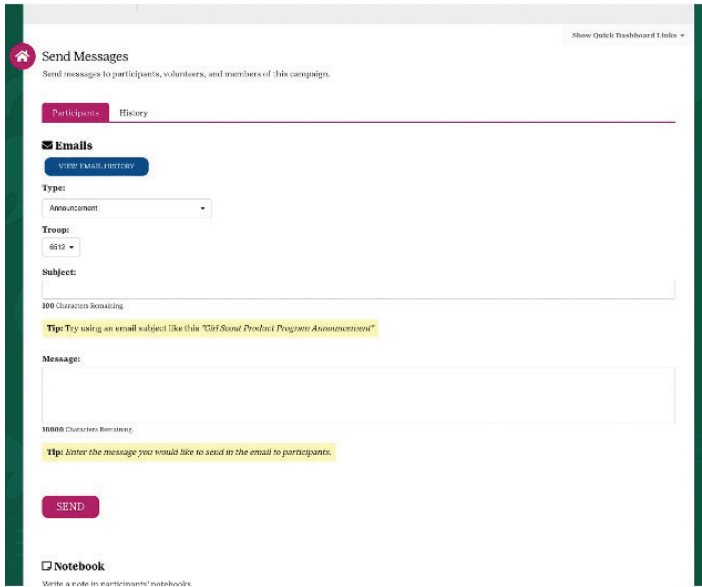 Show Quick Dashboard Links
Send Messages
Send messages to participants, volunteers, and members of this campaign.
Participants History
Emails
VIEW EMAIL HISTORY
Type:
Announcement
Troop:
6512
Subject:
100 Characters Remaining.
Tip: Try using an email subject like this "Girl Scout Product Program Announcement"
Message:
10000 Characters Remaining.
Tip: Enter the message you would like to send in the email to participants.
SEND
Notebook
Write a note in participants' notebooks